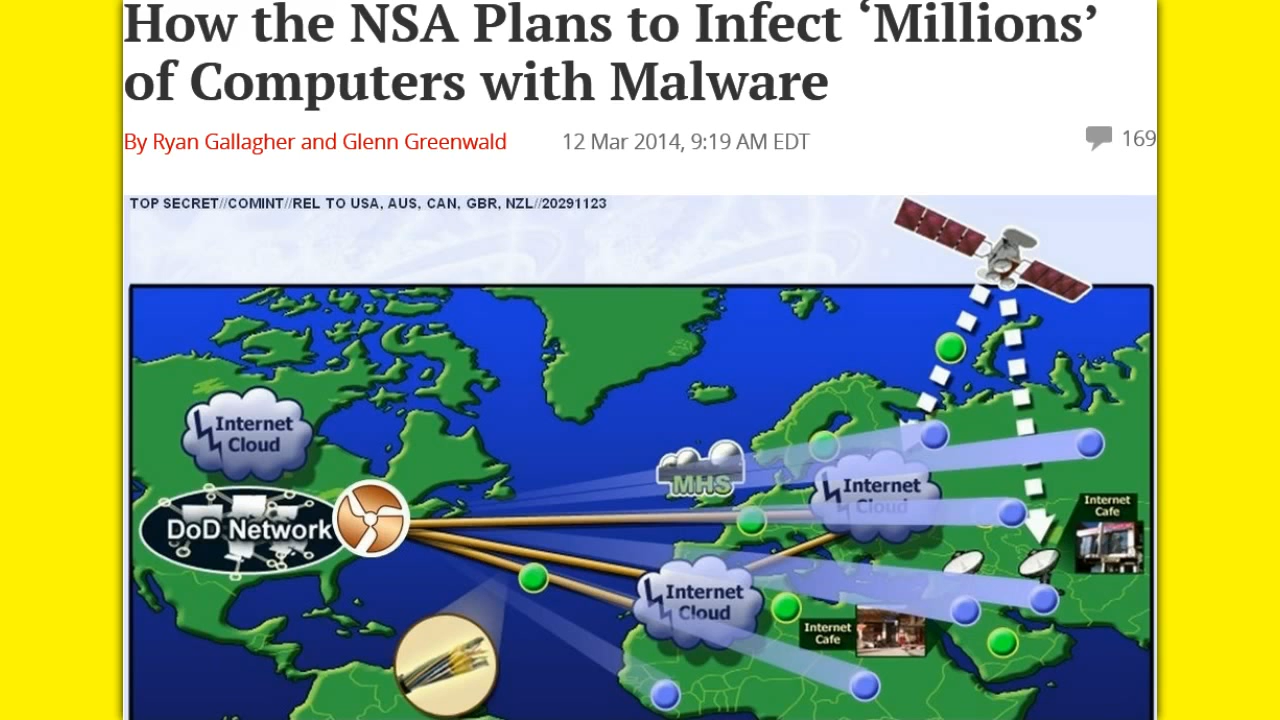 How the NSA Plans to Infect ‘Millions’
of Computers with Malware
By Ryan Gallagher and Glenn Greenwald 12 Mar 2014, 9:19 AM EDT 169
TOP SECRET//COMINT//REL TO USA, AUS, CAN, GBR, NZL//20291123
Internet
Cloud
MHS
Internet
Cloud
Internet
Cafe
DoD Network
Internet
Cloud
Internet
Cafe